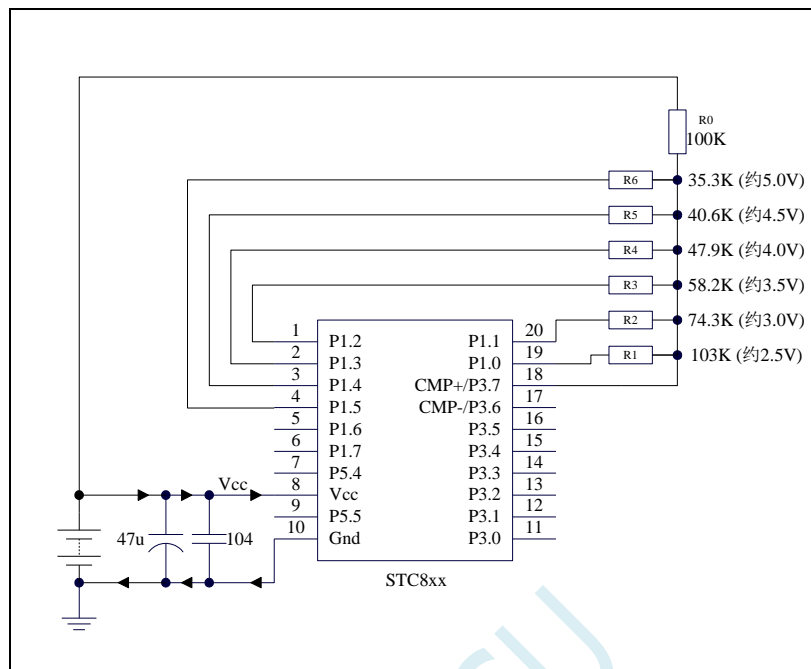 R0
100K
R6
35.3K (约5.0V)
R5
40.6K (约4.5V)
R4
47.9K (约4.0V)
R3
58.2K (约3.5V)
R2
74.3K (约3.0V)
R1
103K (约2.5V)
1 P1.2 P1.1 20
2 P1.3 P1.0 19
3 P1.4 CMP+/P3.7 18
4 P1.5 CMP-/P3.6 17
5 P1.6 P3.5 16
6 P1.7 P3.4 15
7 P5.4 P3.3 14
Vcc 8 Vcc P3.2 13
9 P5.5 P3.1 12
10 Gnd P3.0 11
47u
104
STC8xx